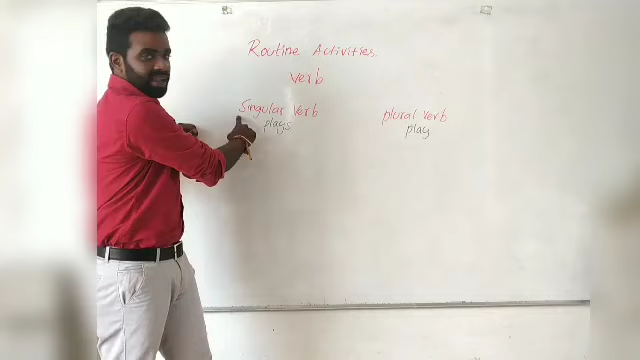 Routine Activities.
Verb
Singular Verb plural verb
plays play